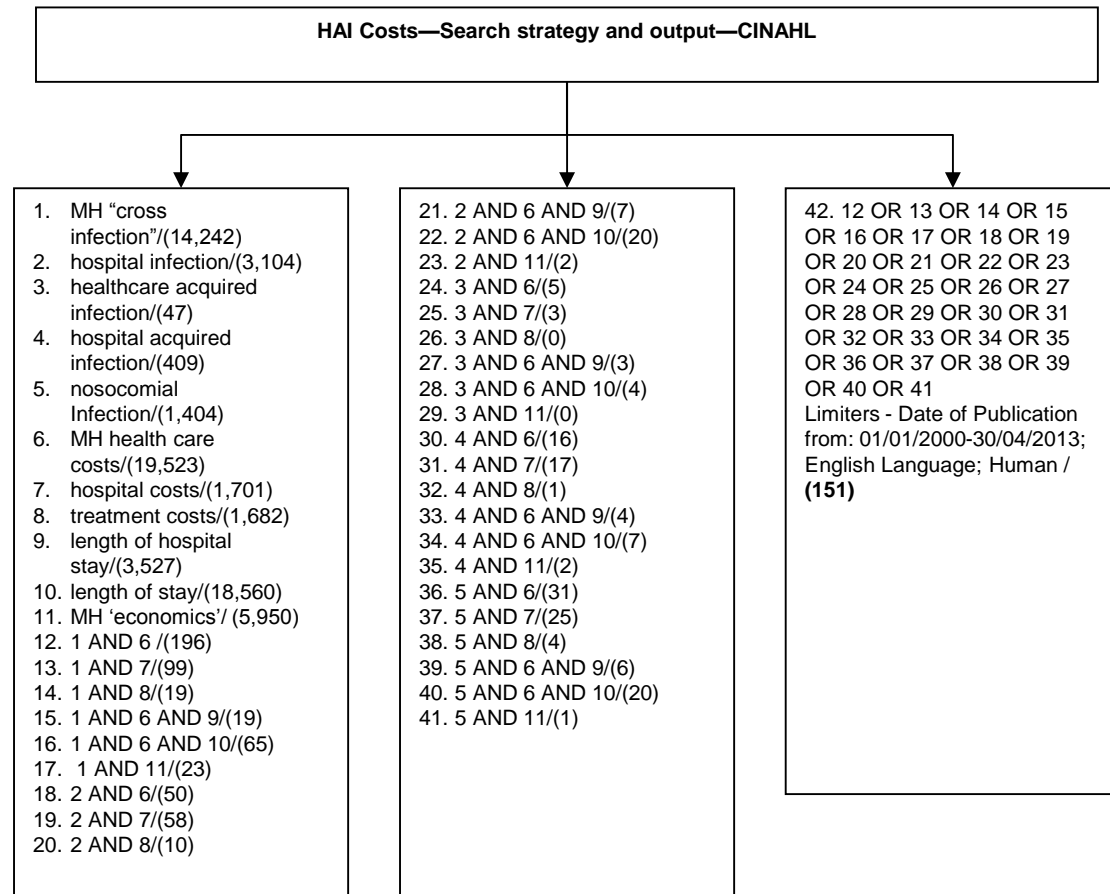 HAI Costs—Search strategy and output—CINAHL
1. MH “cross
infection”/(14,242)
2. hospital infection/(3,104)
3. healthcare acquired
infection/(47)
4. hospital acquired
infection/(409)
5. nosocomial
Infection/(1,404)
6. MH health care
costs/(19,523)
7. hospital costs/(1,701)
8. treatment costs/(1,682)
9. length of hospital
stay/(3,527)
10. length of stay/(18,560)
11. MH ‘economics’/ (5,950)
12. 1 AND 6 /(196)
13. 1 AND 7/(99)
14. 1 AND 8/(19)
15. 1 AND 6 AND 9/(19)
16. 1 AND 6 AND 10/(65)
17. 1 AND 11/(23)
18. 2 AND 6/(50)
19. 2 AND 7/(58)
20. 2 AND 8/(10)
21. 2 AND 6 AND 9/(7)
22. 2 AND 6 AND 10/(20)
23. 2 AND 11/(2)
24. 3 AND 6/(5)
25. 3 AND 7/(3)
26. 3 AND 8/(0)
27. 3 AND 6 AND 9/(3)
28. 3 AND 6 AND 10/(4)
29. 3 AND 11/(0)
30. 4 AND 6/(16)
31. 4 AND 7/(17)
32. 4 AND 8/(1)
33. 4 AND 6 AND 9/(4)
34. 4 AND 6 AND 10/(7)
35. 4 AND 11/(2)
36. 5 AND 6/(31)
37. 5 AND 7/(25)
38. 5 AND 8/(4)
39. 5 AND 6 AND 9/(6)
40. 5 AND 6 AND 10/(20)
41. 5 AND 11/(1)
42. 12 OR 13 OR 14 OR 15
OR 16 OR 17 OR 18 OR 19
OR 20 OR 21 OR 22 OR 23
OR 24 OR 25 OR 26 OR 27
OR 28 OR 29 OR 30 OR 31
OR 32 OR 33 OR 34 OR 35
OR 36 OR 37 OR 38 OR 39
OR 40 OR 41
Limiters - Date of Publication
from: 01/01/2000-30/04/2013;
English Language; Human /
(151)